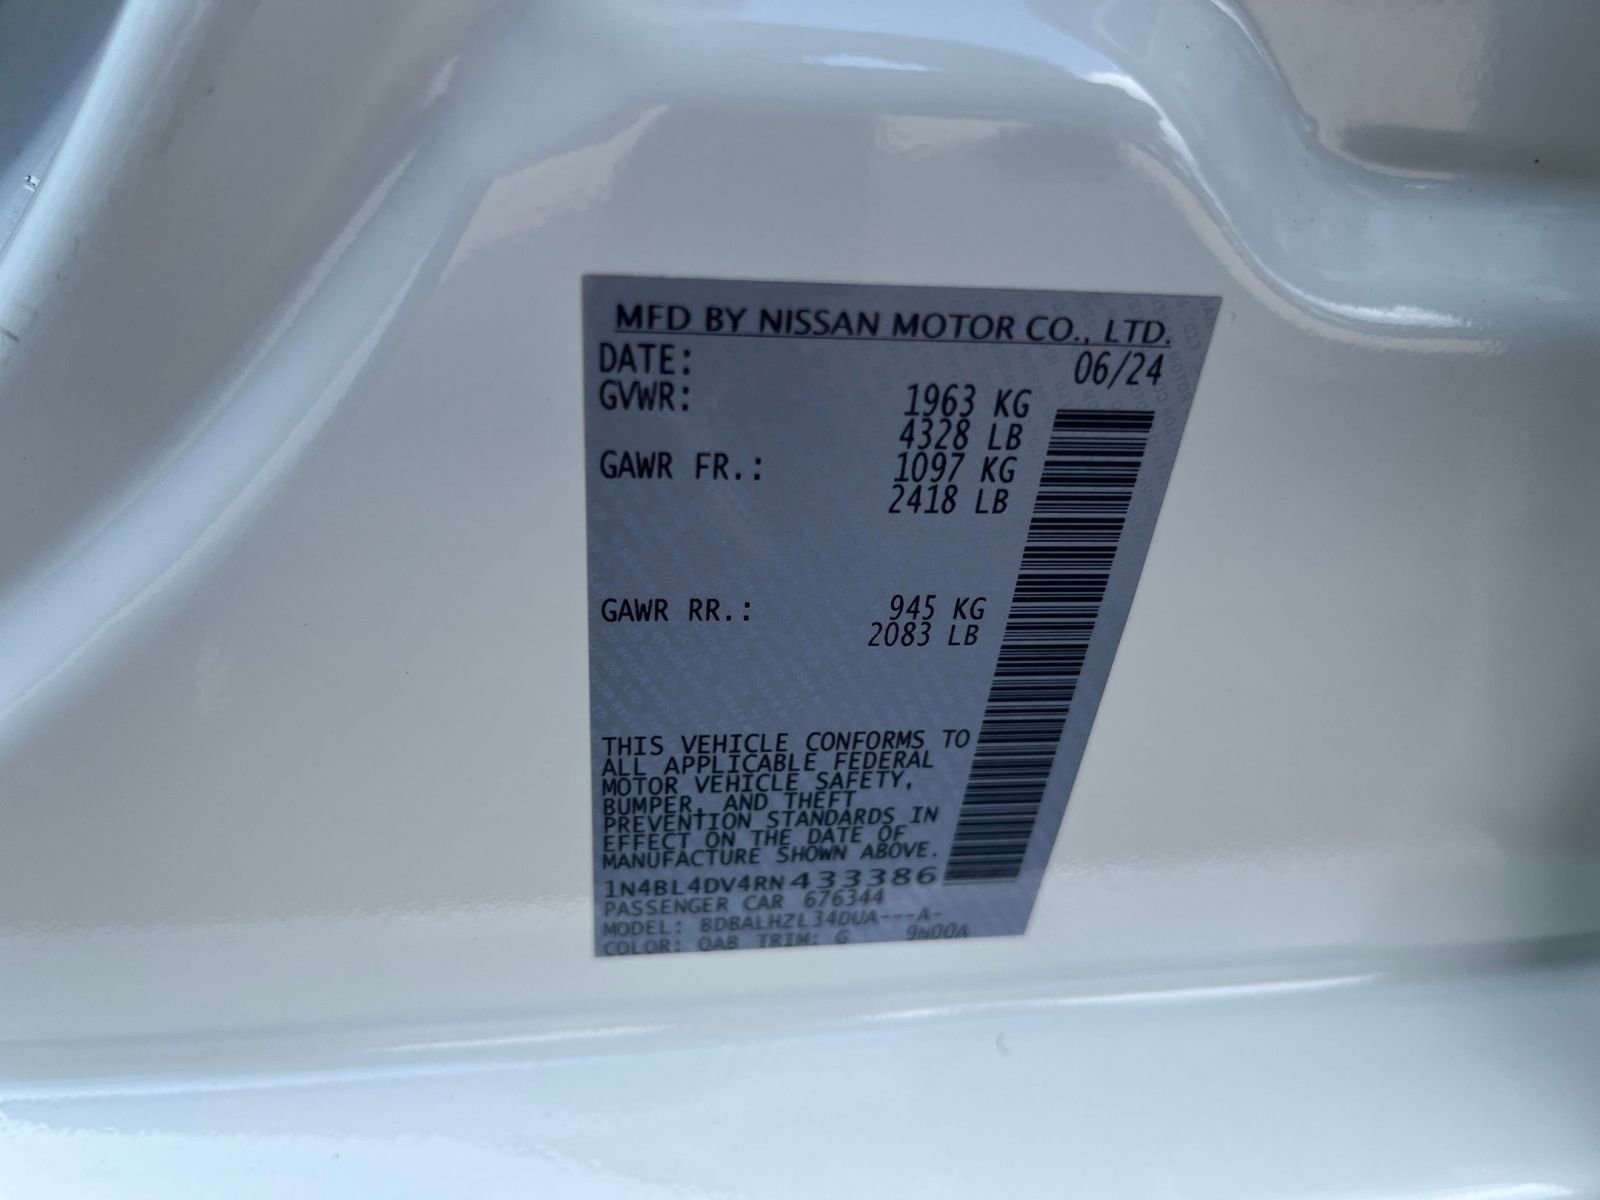 MFD BY NISSAN MOTOR CO., LTD.
DATE: 06/24
GVWR: 1963 KG
4328 LB
GAWR FR.: 1097 KG
2418 LB
GAWR RR.: 945 KG
2083 LB
THIS VEHICLE CONFORMS TO
ALL APPLICABLE FEDERAL
MOTOR VEHICLE SAFETY,
BUMPER, AND THEFT
PREVENTION STANDARDS IN
EFFECT ON THE DATE OF
MANUFACTURE SHOWN ABOVE.
1N4BL4DV4RN433386
PASSENGER CAR 676344
MODEL: BDBALHZL34DUA---A-
COLOR: QAB TRIM: G 9N00A